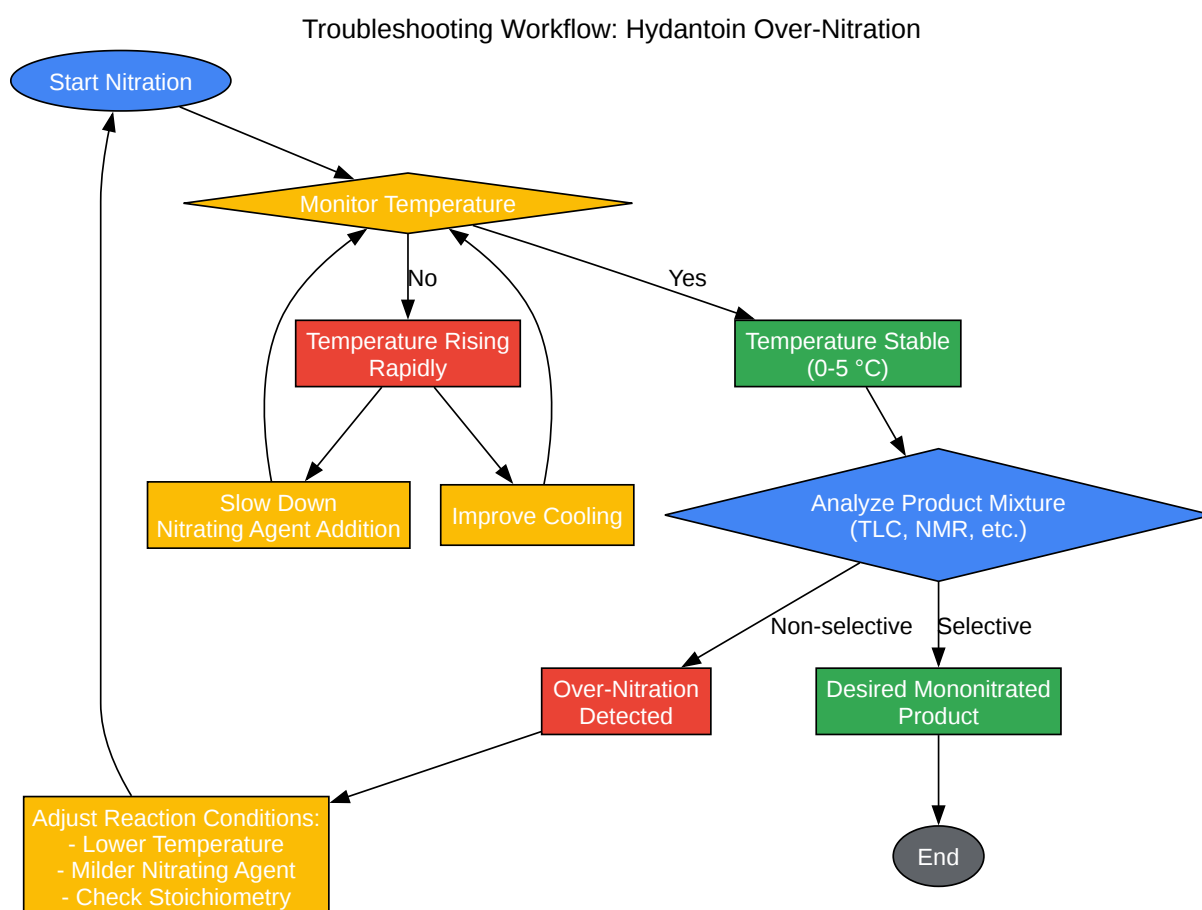 Troubleshooting Workflow: Hydantoin Over-Nitration
Start Nitration
Monitor Temperature
No
Yes
Temperature Rising
Rapidly
Temperature Stable
(0-5 °C)
Slow Down
Nitrating Agent Addition
Improve Cooling
Analyze Product Mixture
(TLC, NMR, etc.)
Non-selective
Selective
Over-Nitration
Detected
Desired Mononitrated
Product
Adjust Reaction Conditions:
- Lower Temperature
- Milder Nitrating Agent
- Check Stoichiometry
End